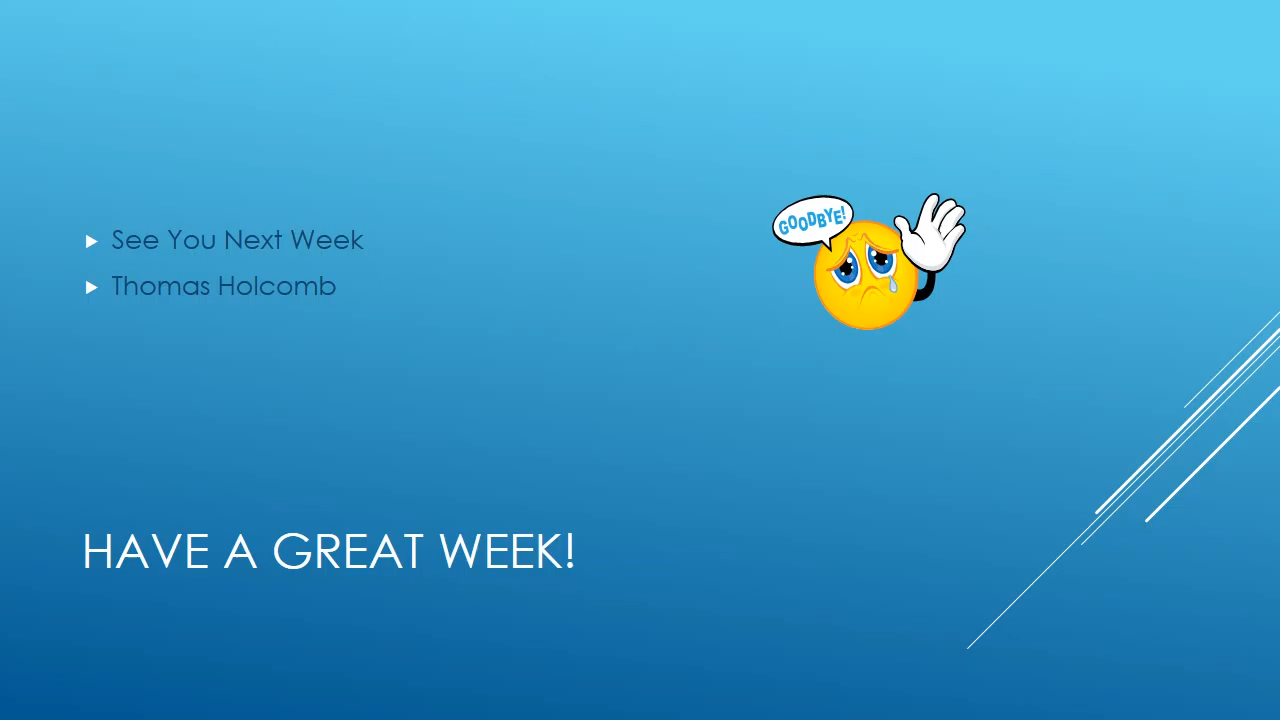 See You Next Week
Thomas Holcomb
GOODBYE!
HAVE A GREAT WEEK!